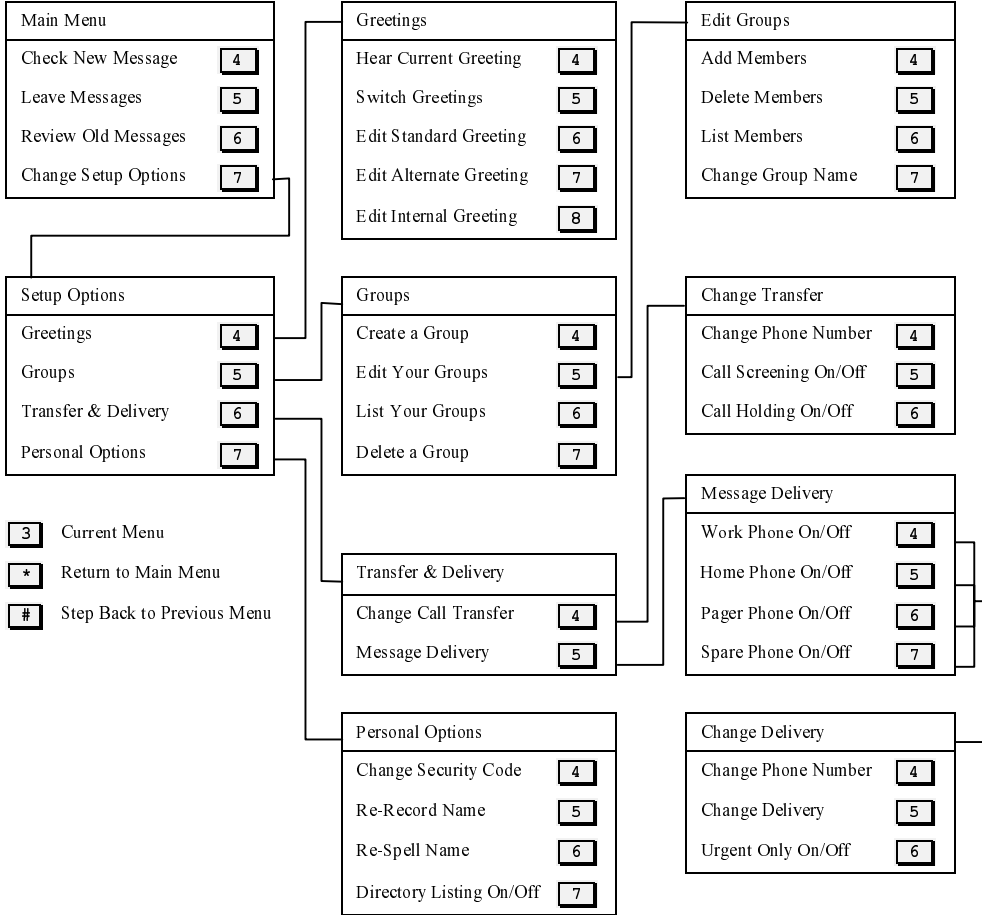 Main Menu
Check New Message 4
Leave Messages 5
Review Old Messages 6
Change Setup Options 7
Greetings
Hear Current Greeting 4
Switch Greetings 5
Edit Standard Greeting 6
Edit Alternate Greeting 7
Edit Internal Greeting 8
Edit Groups
Add Members 4
Delete Members 5
List Members 6
Change Group Name 7
Setup Options
Greetings 4
Groups 5
Transfer & Delivery 6
Personal Options 7
Groups
Create a Group 4
Edit Your Groups 5
List Your Groups 6
Delete a Group 7
Change Transfer
Change Phone Number 4
Call Screening On/Off 5
Call Holding On/Off 6
3 Current Menu
* Return to Main Menu
# Step Back to Previous Menu
Transfer & Delivery
Change Call Transfer 4
Message Delivery 5
Message Delivery
Work Phone On/Off 4
Home Phone On/Off 5
Pager Phone On/Off 6
Spare Phone On/Off 7
Personal Options
Change Security Code 4
Re-Record Name 5
Re-Spell Name 6
Directory Listing On/Off 7
Change Delivery
Change Phone Number 4
Change Delivery 5
Urgent Only On/Off 6